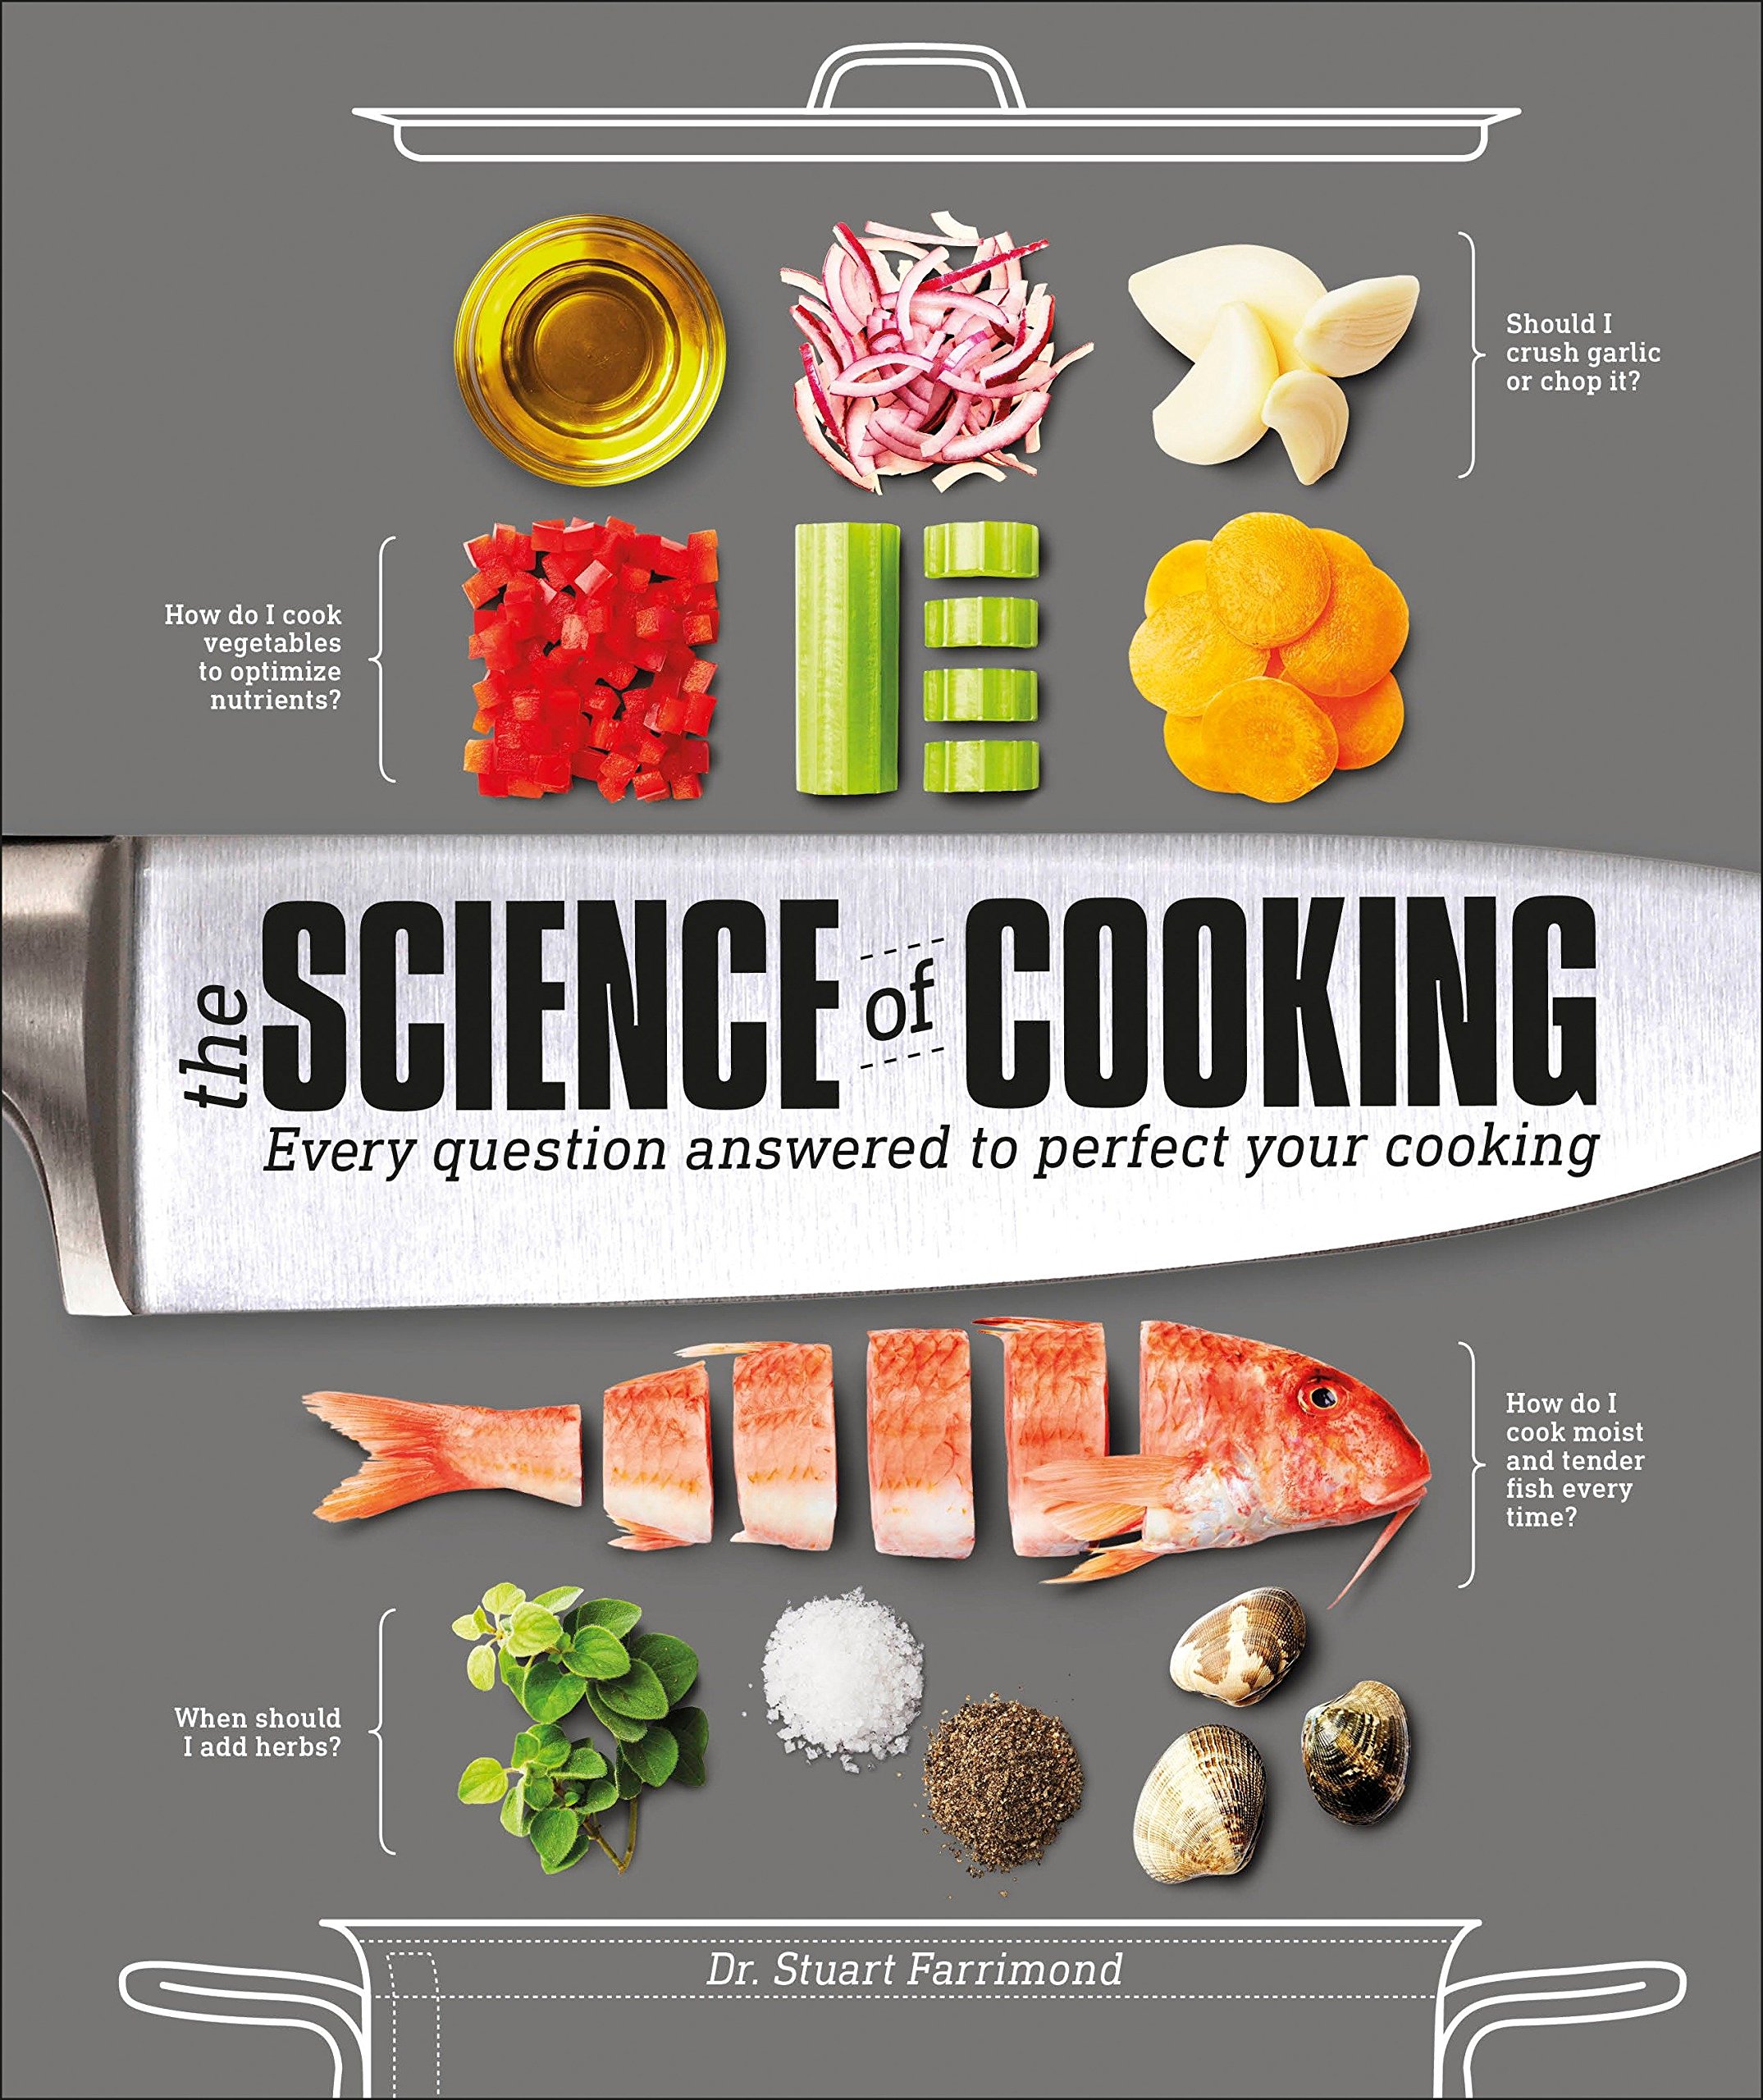 Should I
crush garlic
or chop it?
How do I cook
vegetables
to optimize
nutrients?
the SCIENCE of COOKING
Every question answered to perfect your cooking
How do I
cook moist
and tender
fish every
time?
When should
I add herbs?
Dr. Stuart Farrimond